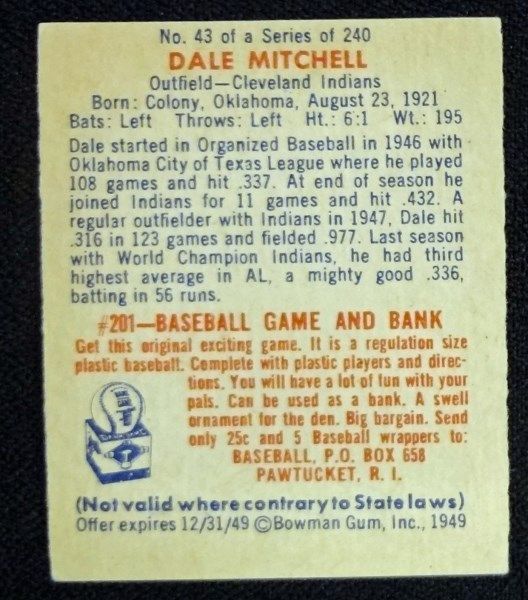 No. 43 of a Series of 240
DALE MITCHELL
Outfield—Cleveland Indians
Born: Colony, Oklahoma, August 23, 1921
Bats: Left Throws: Left Ht.: 6:1 Wt.: 195
Dale started in Organized Baseball in 1946 with
Oklahoma City of Texas League where he played
108 games and hit .337. At end of season he
joined Indians for 11 games and hit .432. A
regular outfielder with Indians in 1947, Dale hit
.316 in 123 games and fielded .977. Last season
with World Champion Indians, he had third
highest average in AL, a mighty good .336,
batting in 56 runs.
#201—BASEBALL GAME AND BANK
Get this original exciting game. It is a regulation size
plastic baseball. Complete with plastic players and direc-
tions. You will have a lot of fun with your
pals. Can be used as a bank. A swell
ornament for the den. Big bargain. Send
only 25c and 5 Baseball wrappers to:
BASEBALL, P.O. BOX 658
PAWTUCKET, R. I.
(Not valid where contrary to State laws)
Offer expires 12/31/49 ©Bowman Gum, Inc., 1949